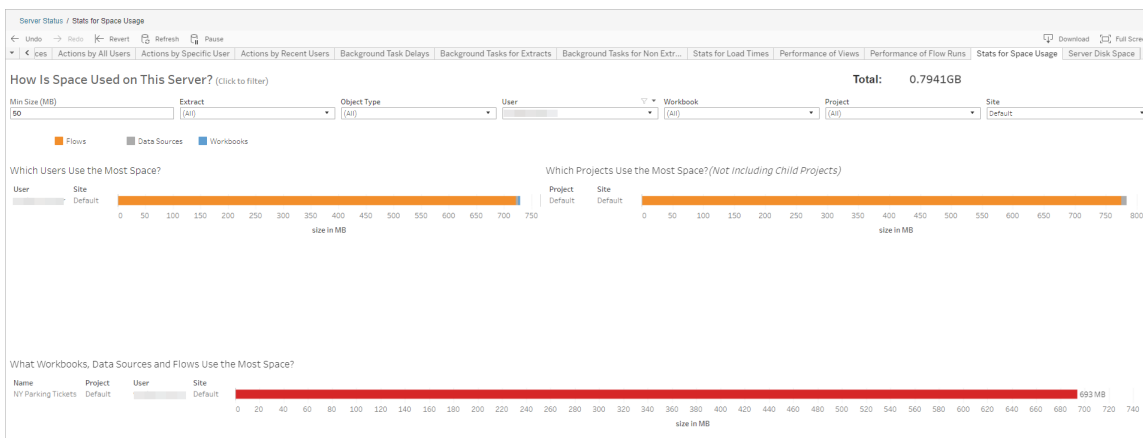 Server Status / Stats for Space Usage
← Undo → Redo Revert Refresh Pause Download Full Scre
ces Actions by All Users Actions by Specific User Actions by Recent Users Background Task Delays Background Tasks for Extracts Background Tasks for Non Extr... Stats for Load Times Performance of Views Performance of Flow Runs Stats for Space Usage Server Disk Space
How Is Space Used on This Server? (Click to filter) Total: 0.7941GB
Min Size (MB) Extract Object Type User Workbook Project Site
50 (All) (All) (All) (All) Default
Flows Data Sources Workbooks
Which Users Use the Most Space? Which Projects Use the Most Space?(Not Including Child Projects)
User Site Project Site
Default Default Default
0 50 100 150 200 250 300 350 400 450 500 550 600 650 700 750 0 50 100 150 200 250 300 350 400 450 500 550 600 650 700 750 800
size in MB size in MB
What Workbooks, Data Sources and Flows Use the Most Space?
Name Project User Site
NY Parking Tickets Default Default 693 MB
0 20 40 60 80 100 120 140 160 180 200 220 240 260 280 300 320 340 360 380 400 420 440 460 480 500 520 540 560 580 600 620 640 660 680 700 720 740
size in MB